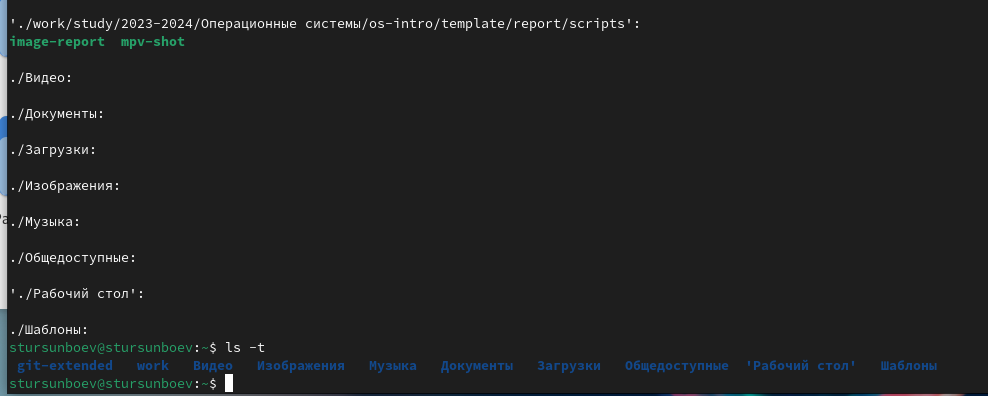 './work/study/2023-2024/Операционные системы/os-intro/template/report/scripts':
image-report  mpv-shot
./Видео:
./Документы:
./Загрузки:
./Изображения:
./Музыка:
./Общедоступные:
'./Рабочий стол':
./Шаблоны:
stursunboev@stursunboev:~$ ls -t
git-extended  work  Видео  Изображения  Музыка  Документы  Загрузки  Общедоступные  'Рабочий стол'  Шаблоны
stursunboev@stursunboev:~$